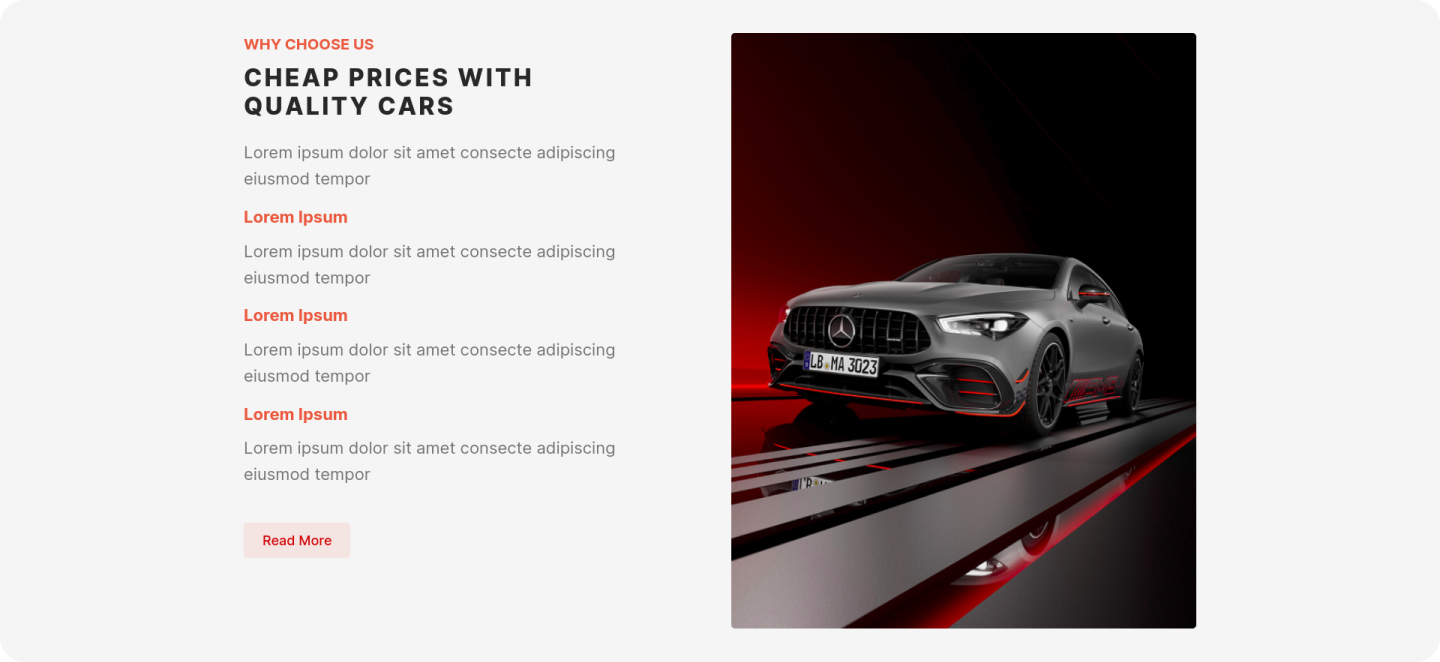 WHY CHOOSE US
CHEAP PRICES WITH
QUALITY CARS
Lorem ipsum dolor sit amet consecte adipiscing
eiusmod tempor
Lorem Ipsum
Lorem ipsum dolor sit amet consecte adipiscing
eiusmod tempor
Lorem Ipsum
Lorem ipsum dolor sit amet consecte adipiscing
eiusmod tempor
Lorem Ipsum
Lorem ipsum dolor sit amet consecte adipiscing
eiusmod tempor
Read More
LB MA 3023